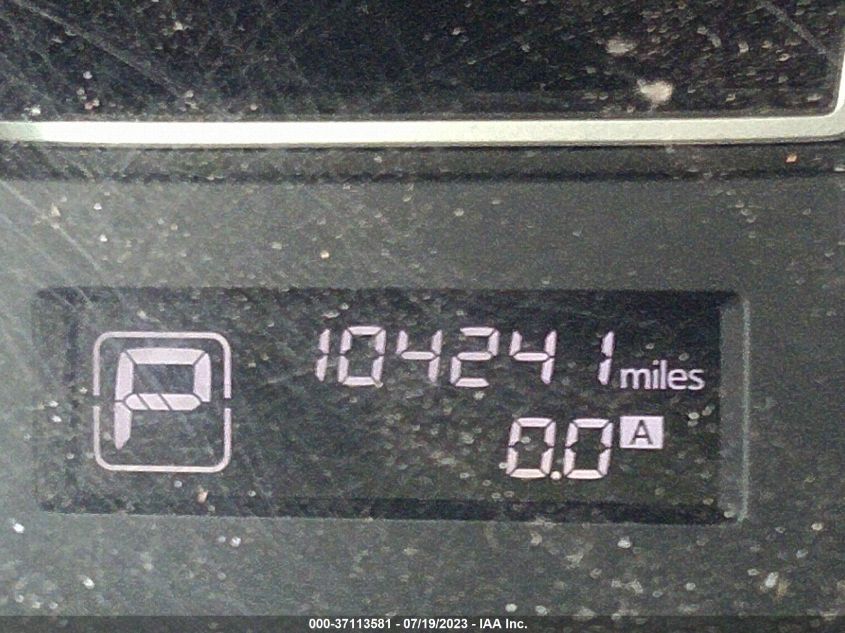 P
104241 miles
0.0 A
000-37113581 - 07/19/2023 - IAA Inc.